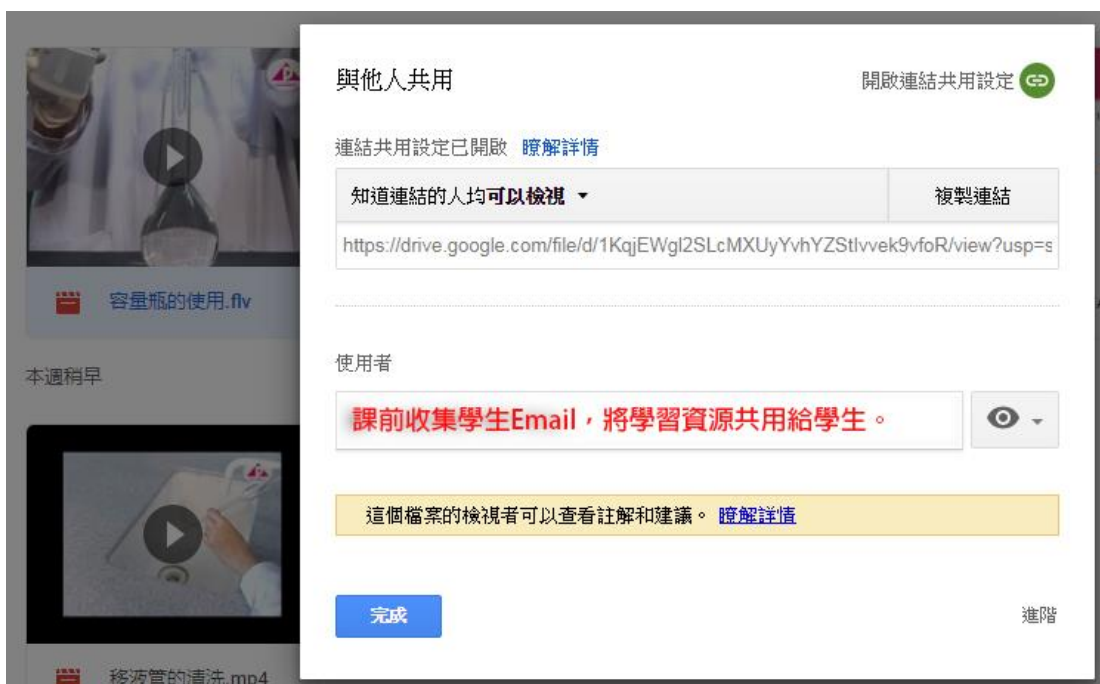 與他人共用
開啟連結共用設定
連結共用設定已開啟 瞭解詳情
知道連結的人均可以檢視
複製連結
https://drive.google.com/file/d/1KqjEWgl2SLcMXUyYvhYZStIvvek9vfoR/view?usp=s
容量瓶的使用.flv
本週稍早
使用者
課前收集學生Email,將學習資源共用給學生。
這個檔案的檢視者可以查看註解和建議。 瞭解詳情
完成
進階
移液管的清洗.mp4